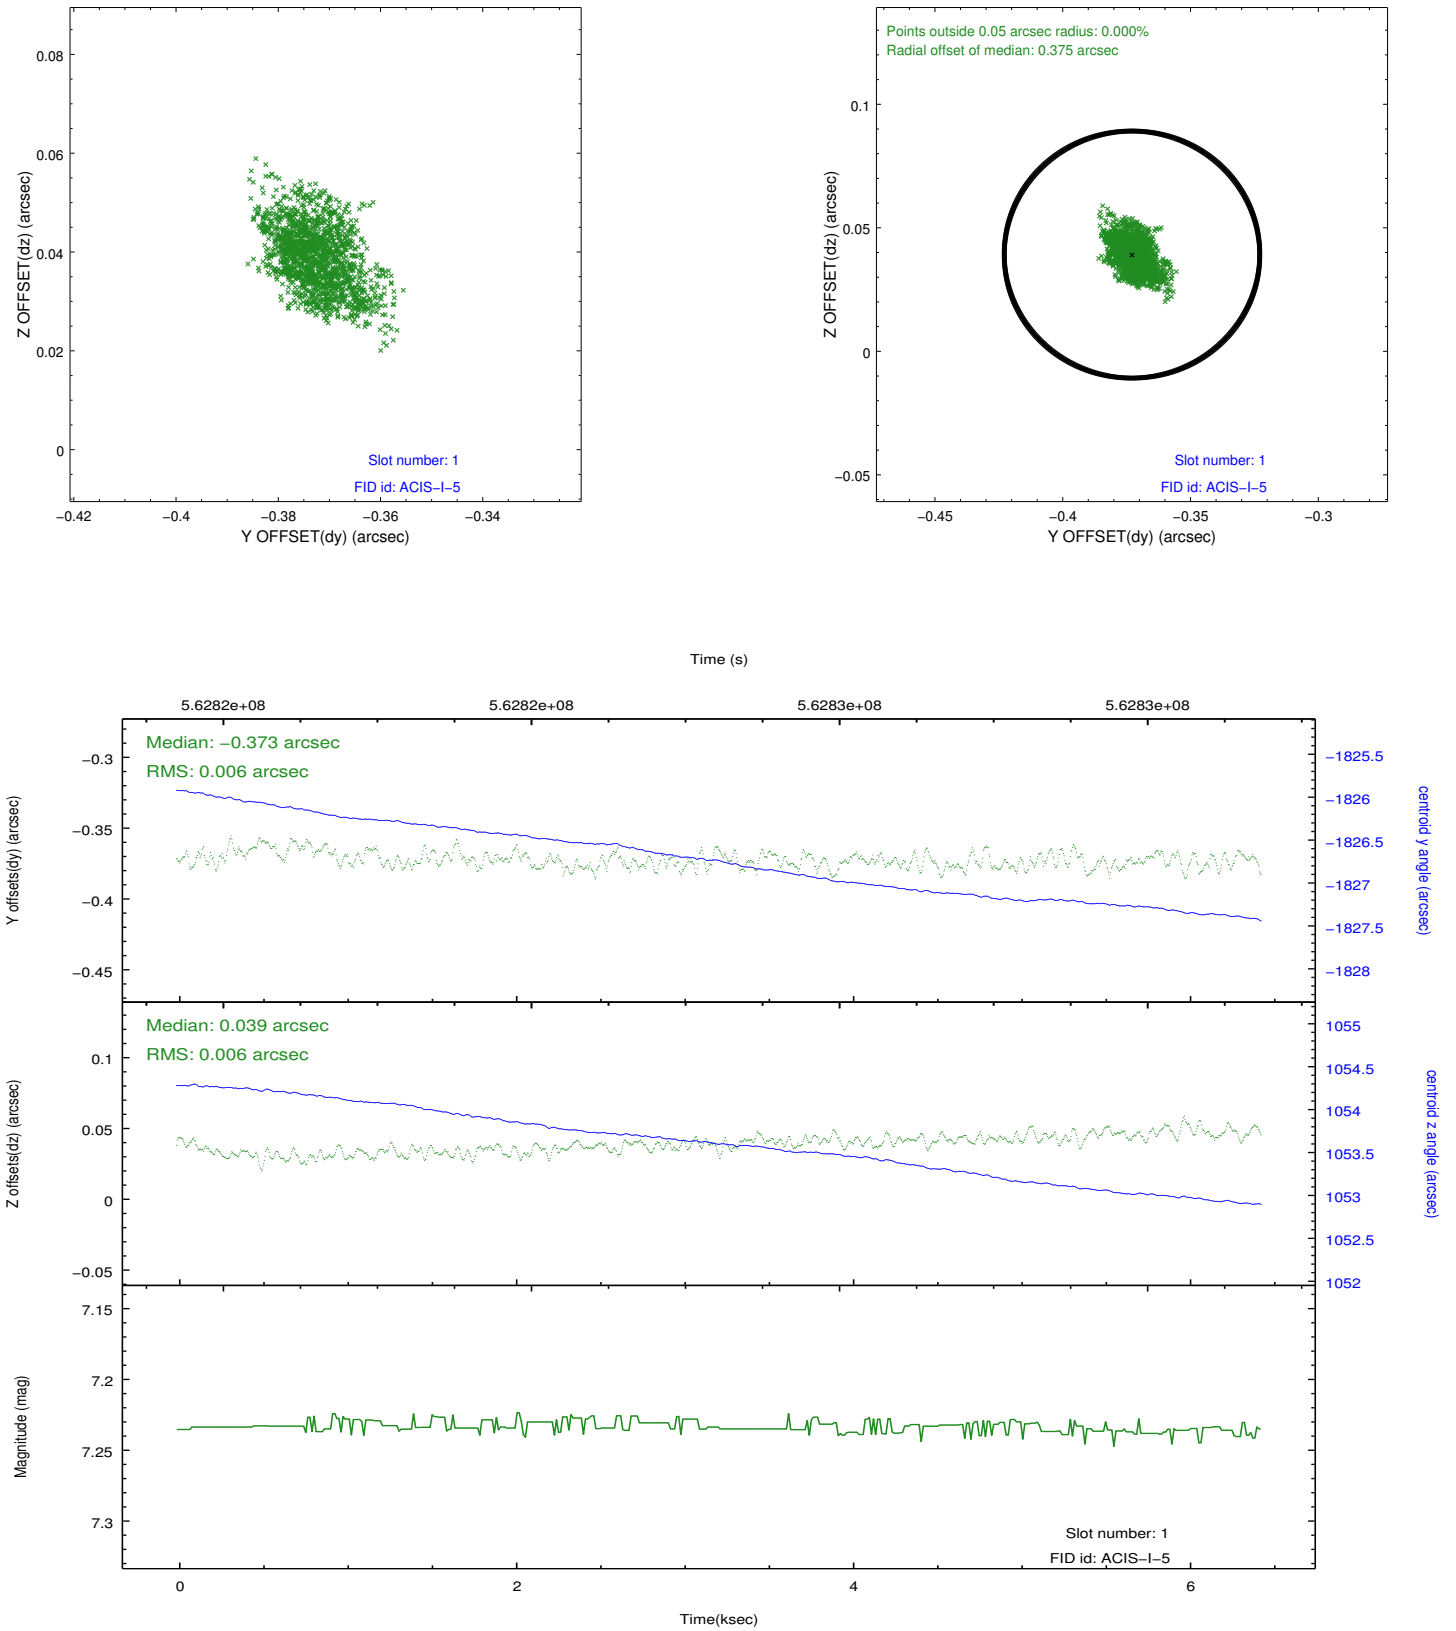 0.08
0.06
0.04
0.02
0
Z OFFSET(dz) (arcsec)
Slot number: 1
FID id: ACIS−I−5
−0.42 −0.4 −0.38 −0.36 −0.34
Y OFFSET(dy) (arcsec)
Points outside 0.05 arcsec radius: 0.000%
Radial offset of median: 0.375 arcsec
0.1
0.05
0
−0.05
Z OFFSET(dz) (arcsec)
Slot number: 1
FID id: ACIS−I−5
−0.45 −0.4 −0.35 −0.3
Y OFFSET(dy) (arcsec)
Time (s)
5.6282e+08 5.6282e+08 5.6283e+08 5.6283e+08
Median: −0.373 arcsec
RMS: 0.006 arcsec
−0.3
−0.35
−0.4
−0.45
Y offsets(dy) (arcsec)
−1825.5
−1826
−1826.5
−1827
−1827.5
−1828
centroid y angle (arcsec)
Median: 0.039 arcsec
RMS: 0.006 arcsec
0.1
0.05
0
−0.05
Z offsets(dz) (arcsec)
1055
1054.5
1054
1053.5
1053
1052.5
1052
centroid z angle (arcsec)
7.15
7.2
7.25
7.3
Magnitude (mag)
Slot number: 1
FID id: ACIS−I−5
0 2 4 6
Time(ksec)